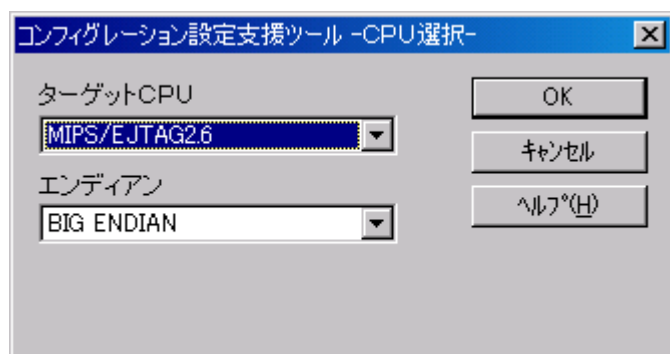 コンフィグレーション設定支援ツール -CPU選択-
ターゲットCPU
MIPS/EJTAG2.6
エンディアン
BIG ENDIAN
OK
キャンセル
ヘルプ(H)